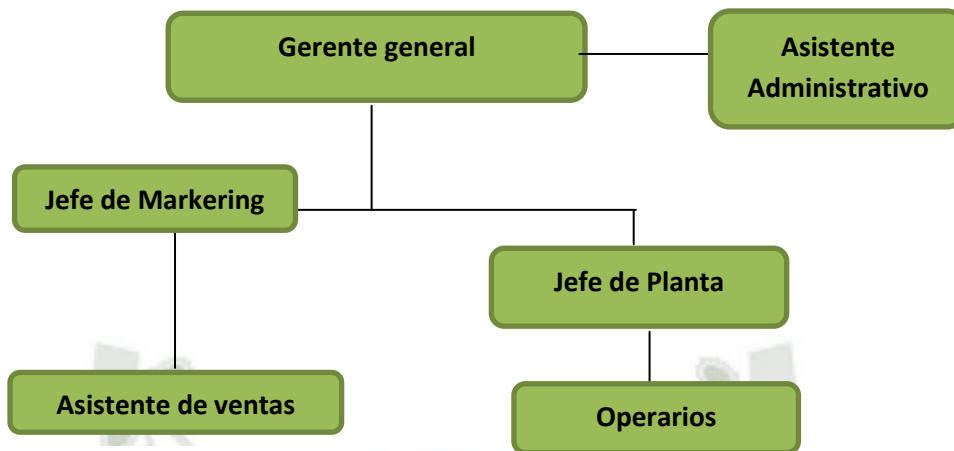 Gerente general
Asistente
Administrativo
Jefe de Markering
Jefe de Planta
Asistente de ventas
Operarios